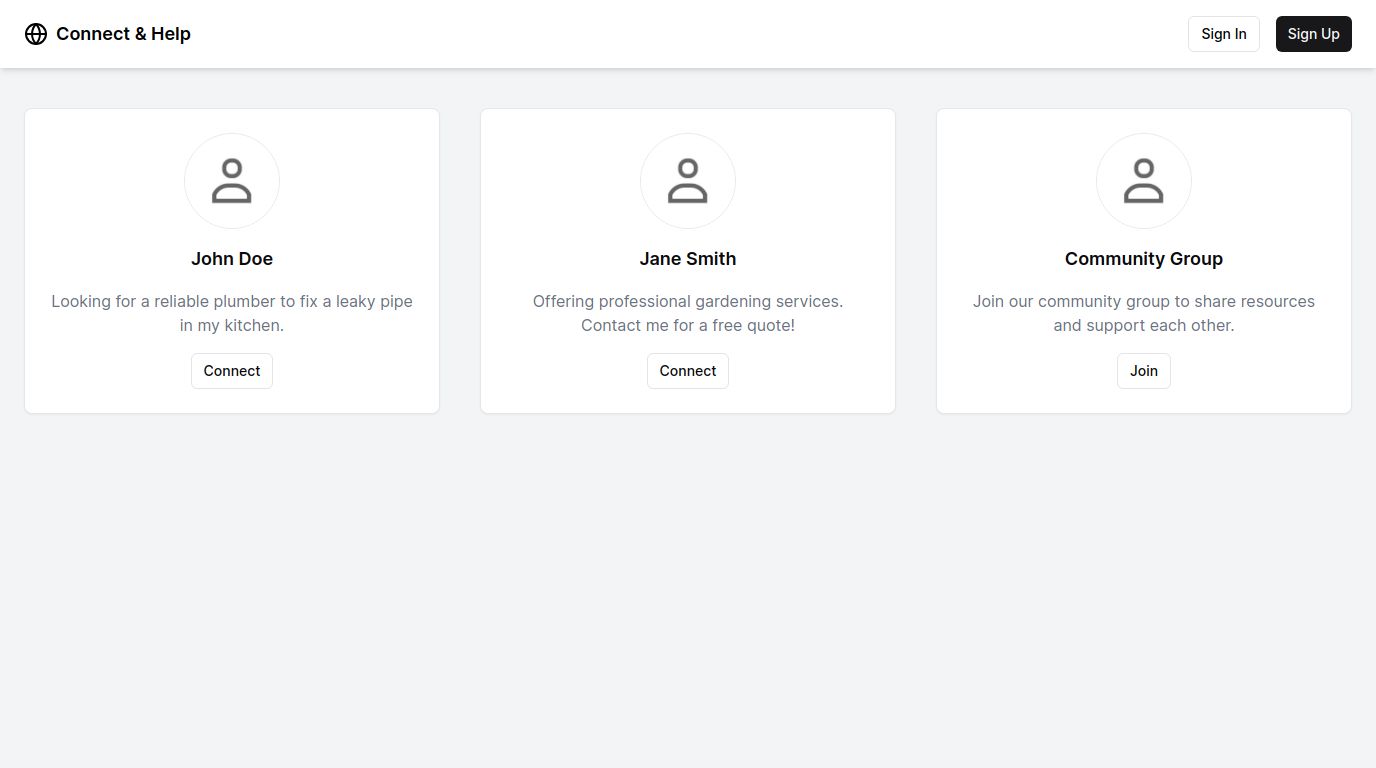 Connect & Help
Sign In
Sign Up
John Doe
Looking for a reliable plumber to fix a leaky pipe
in my kitchen.
Connect
Jane Smith
Offering professional gardening services.
Contact me for a free quote!
Connect
Community Group
Join our community group to share resources
and support each other.
Join